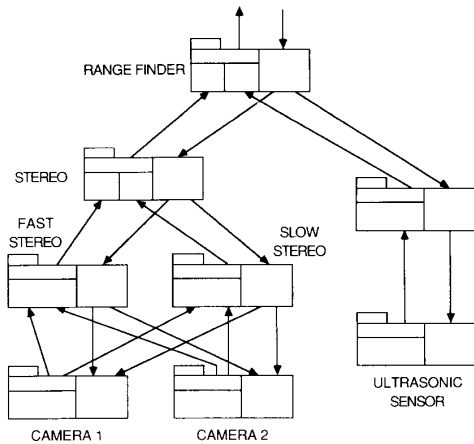 RANGE FINDER
STEREO
FAST
STEREO
SLOW
STEREO
CAMERA 1
CAMERA 2
ULTRASONIC
SENSOR